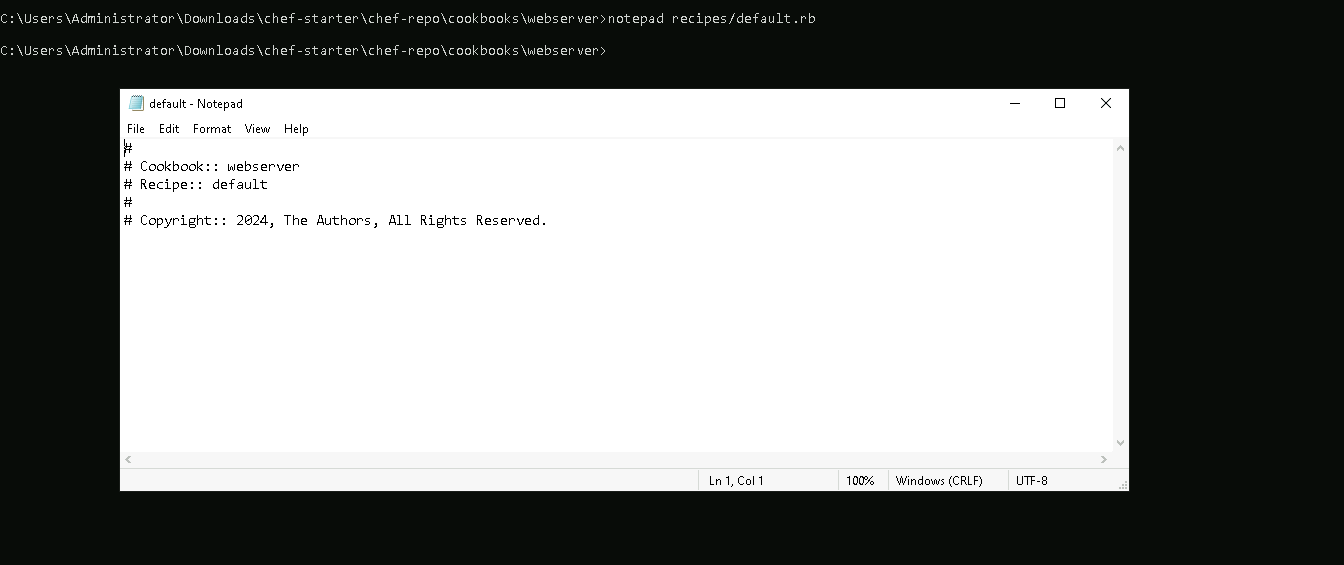 C:\Users\Administrator\Downloads\chef-starter\chef-repo\cookbooks\webserver>notepad recipes/default.rb
C:\Users\Administrator\Downloads\chef-starter\chef-repo\cookbooks\webserver>
default - Notepad
File Edit Format View Help
#
# Cookbook:: webserver
# Recipe:: default
#
# Copyright:: 2024, The Authors, All Rights Reserved.
Ln 1, Col 1 100% Windows (CRLF) UTF-8